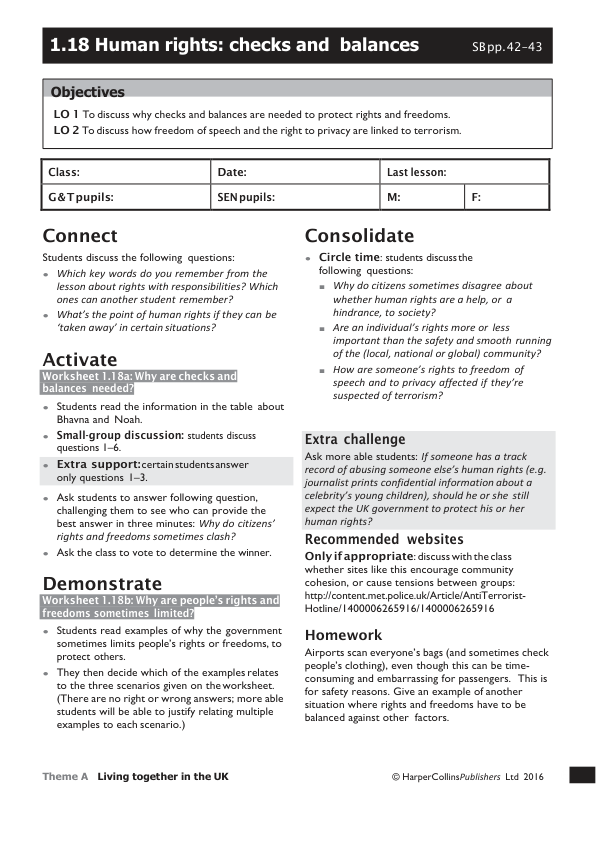 1.18 Human rights: checks and balances SB pp. 42–43
Objectives
LO 1 To discuss why checks and balances are needed to protect rights and freedoms.
LO 2 To discuss how freedom of speech and the right to privacy are linked to terrorism.
Class: Date: Last lesson:
G&T pupils: SEN pupils: M: F:
Connect
Students discuss the following questions:
• Which key words do you remember from the
lesson about rights with responsibilities? Which
ones can another student remember?
• What's the point of human rights if they can be
'taken away' in certain situations?
Activate
Worksheet 1.18a: Why are checks and
balances needed?
• Students read the information in the table about
Bhavna and Noah.
• Small-group discussion: students discuss
questions 1–6.
• Extra support: certain students answer
only questions 1–3.
• Ask students to answer following question,
challenging them to see who can provide the
best answer in three minutes: Why do citizens'
rights and freedoms sometimes clash?
• Ask the class to vote to determine the winner.
Demonstrate
Worksheet 1.18b: Why are people's rights and
freedoms sometimes limited?
• Students read examples of why the government
sometimes limits people's rights or freedoms, to
protect others.
• They then decide which of the examples relates
to the three scenarios given on the worksheet.
(There are no right or wrong answers; more able
students will be able to justify relating multiple
examples to each scenario.)
Consolidate
• Circle time: students discuss the
following questions:
■ Why do citizens sometimes disagree about
whether human rights are a help, or a
hindrance, to society?
■ Are an individual's rights more or less
important than the safety and smooth running
of the (local, national or global) community?
■ How are someone's rights to freedom of
speech and to privacy affected if they're
suspected of terrorism?
Extra challenge
Ask more able students: If someone has a track
record of abusing someone else's human rights (e.g.
journalist prints confidential information about a
celebrity's young children), should he or she still
expect the UK government to protect his or her
human rights?
Recommended websites
Only if appropriate: discuss with the class
whether sites like this encourage community
cohesion, or cause tensions between groups:
http://content.met.police.uk/Article/AntiTerrorist-
Hotline/1400006265916/1400006265916
Homework
Airports scan everyone's bags (and sometimes check
people's clothing), even though this can be time-
consuming and embarrassing for passengers. This is
for safety reasons. Give an example of another
situation where rights and freedoms have to be
balanced against other factors.
Theme A Living together in the UK © HarperCollinsPublishers Ltd 2016